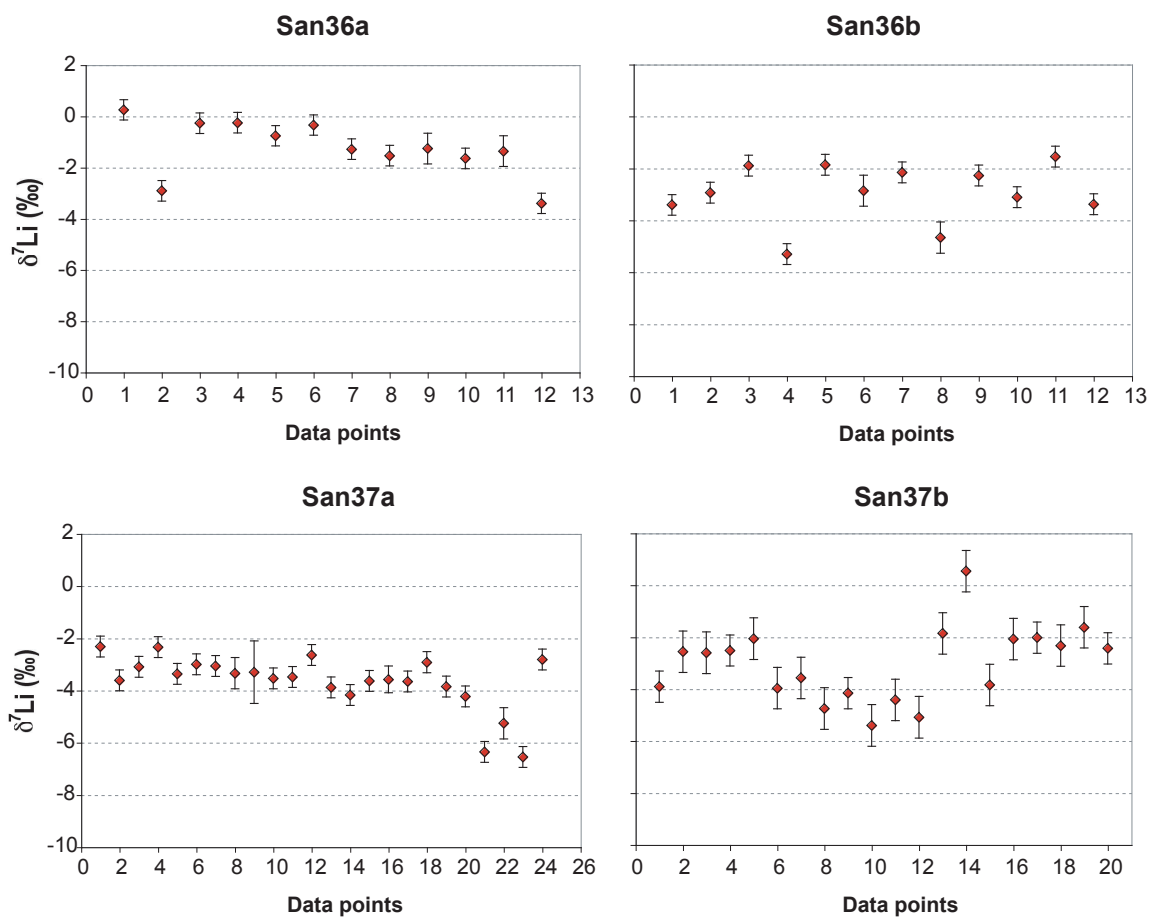 San36a
San36b
2
0
-2
-4
-6
-8
-10
δ⁷Li (‰)
0 1 2 3 4 5 6 7 8 9 10 11 12 13
0 1 2 3 4 5 6 7 8 9 10 11 12 13
Data points
Data points
San37a
San37b
2
0
-2
-4
-6
-8
-10
δ⁷Li (‰)
0 2 4 6 8 10 12 14 16 18 20 22 24 26
0 2 4 6 8 10 12 14 16 18 20
Data points
Data points